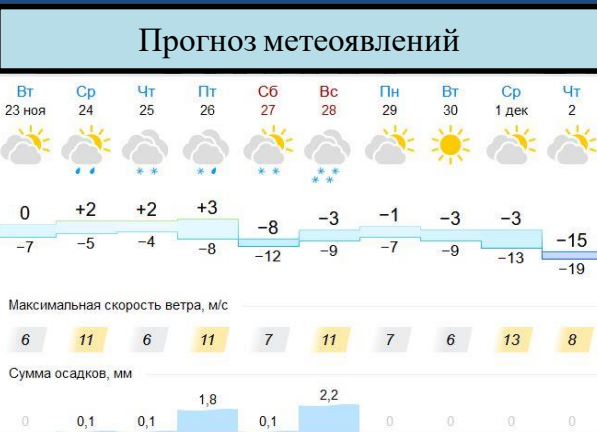 Прогноз метеоявлений
Вт Ср Чт Пт Сб Вс Пн Вт Ср Чт
23 ноя 24 25 26 27 28 29 30 1 дек 2
0 +2 +2 +3 −8 −3 −1 −3 −3 −15
−7 −5 −4 −8 −12 −9 −7 −9 −13 −19
Максимальная скорость ветра, м/с
6 11 6 11 7 11 7 6 13 8
Сумма осадков, мм
0 0,1 0,1 1,8 0,1 2,2 0 0 0 0